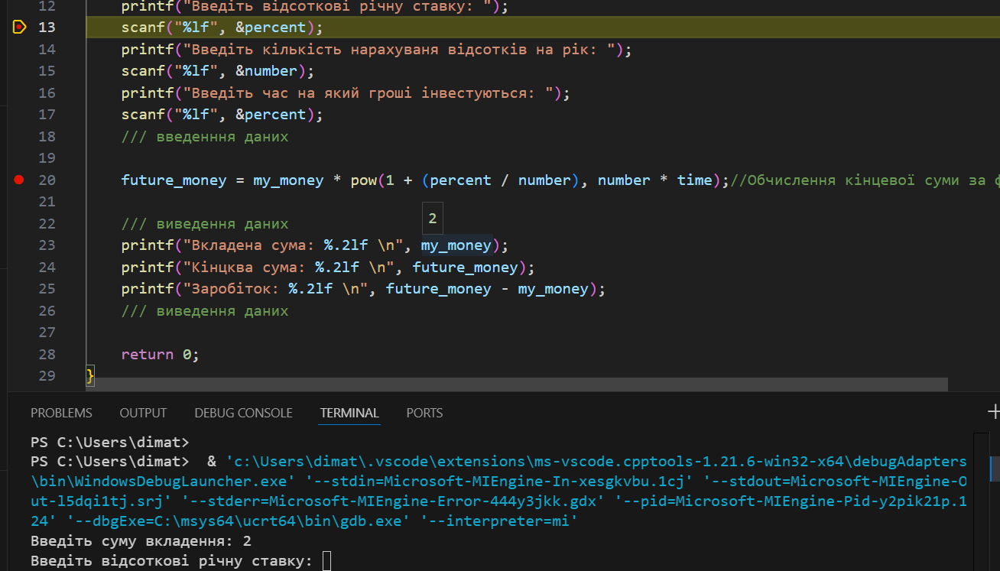 12 printf("Введіть відсоткові річну ставку: ");
13 scanf("%lf", &percent);
14 printf("Введіть кількість нарахуваня відсотків на рік: ");
15 scanf("%lf", &number);
16 printf("Введіть час на який гроші інвестуються: ");
17 scanf("%lf", &percent);
18 /// введенння даних
19
20 future_money = my_money * pow(1 + (percent / number), number * time);//Обчислення кінцевої суми за ф
21
2
22 /// виведення даних
23 printf("Вкладена сума: %.2lf \n", my_money);
24 printf("Кінцква сума: %.2lf \n", future_money);
25 printf("Заробіток: %.2lf \n", future_money - my_money);
26 /// виведення даних
27
28 return 0;
29 }
PROBLEMS OUTPUT DEBUG CONSOLE TERMINAL PORTS
PS C:\Users\dimat>
PS C:\Users\dimat> & 'c:\Users\dimat\.vscode\extensions\ms-vscode.cpptools-1.21.6-win32-x64\debugAdapters
\bin\WindowsDebugLauncher.exe' '--stdin=Microsoft-MIEngine-In-xesgkvbu.1cj' '--stdout=Microsoft-MIEngine-O
ut-l5dqi1tj.srj' '--stderr=Microsoft-MIEngine-Error-444y3jkk.gdx' '--pid=Microsoft-MIEngine-Pid-y2pik21p.1
24' '--dbgExe=C:\msys64\ucrt64\bin\gdb.exe' '--interpreter=mi'
Введіть суму вкладення: 2
Введіть відсоткові річну ставку: